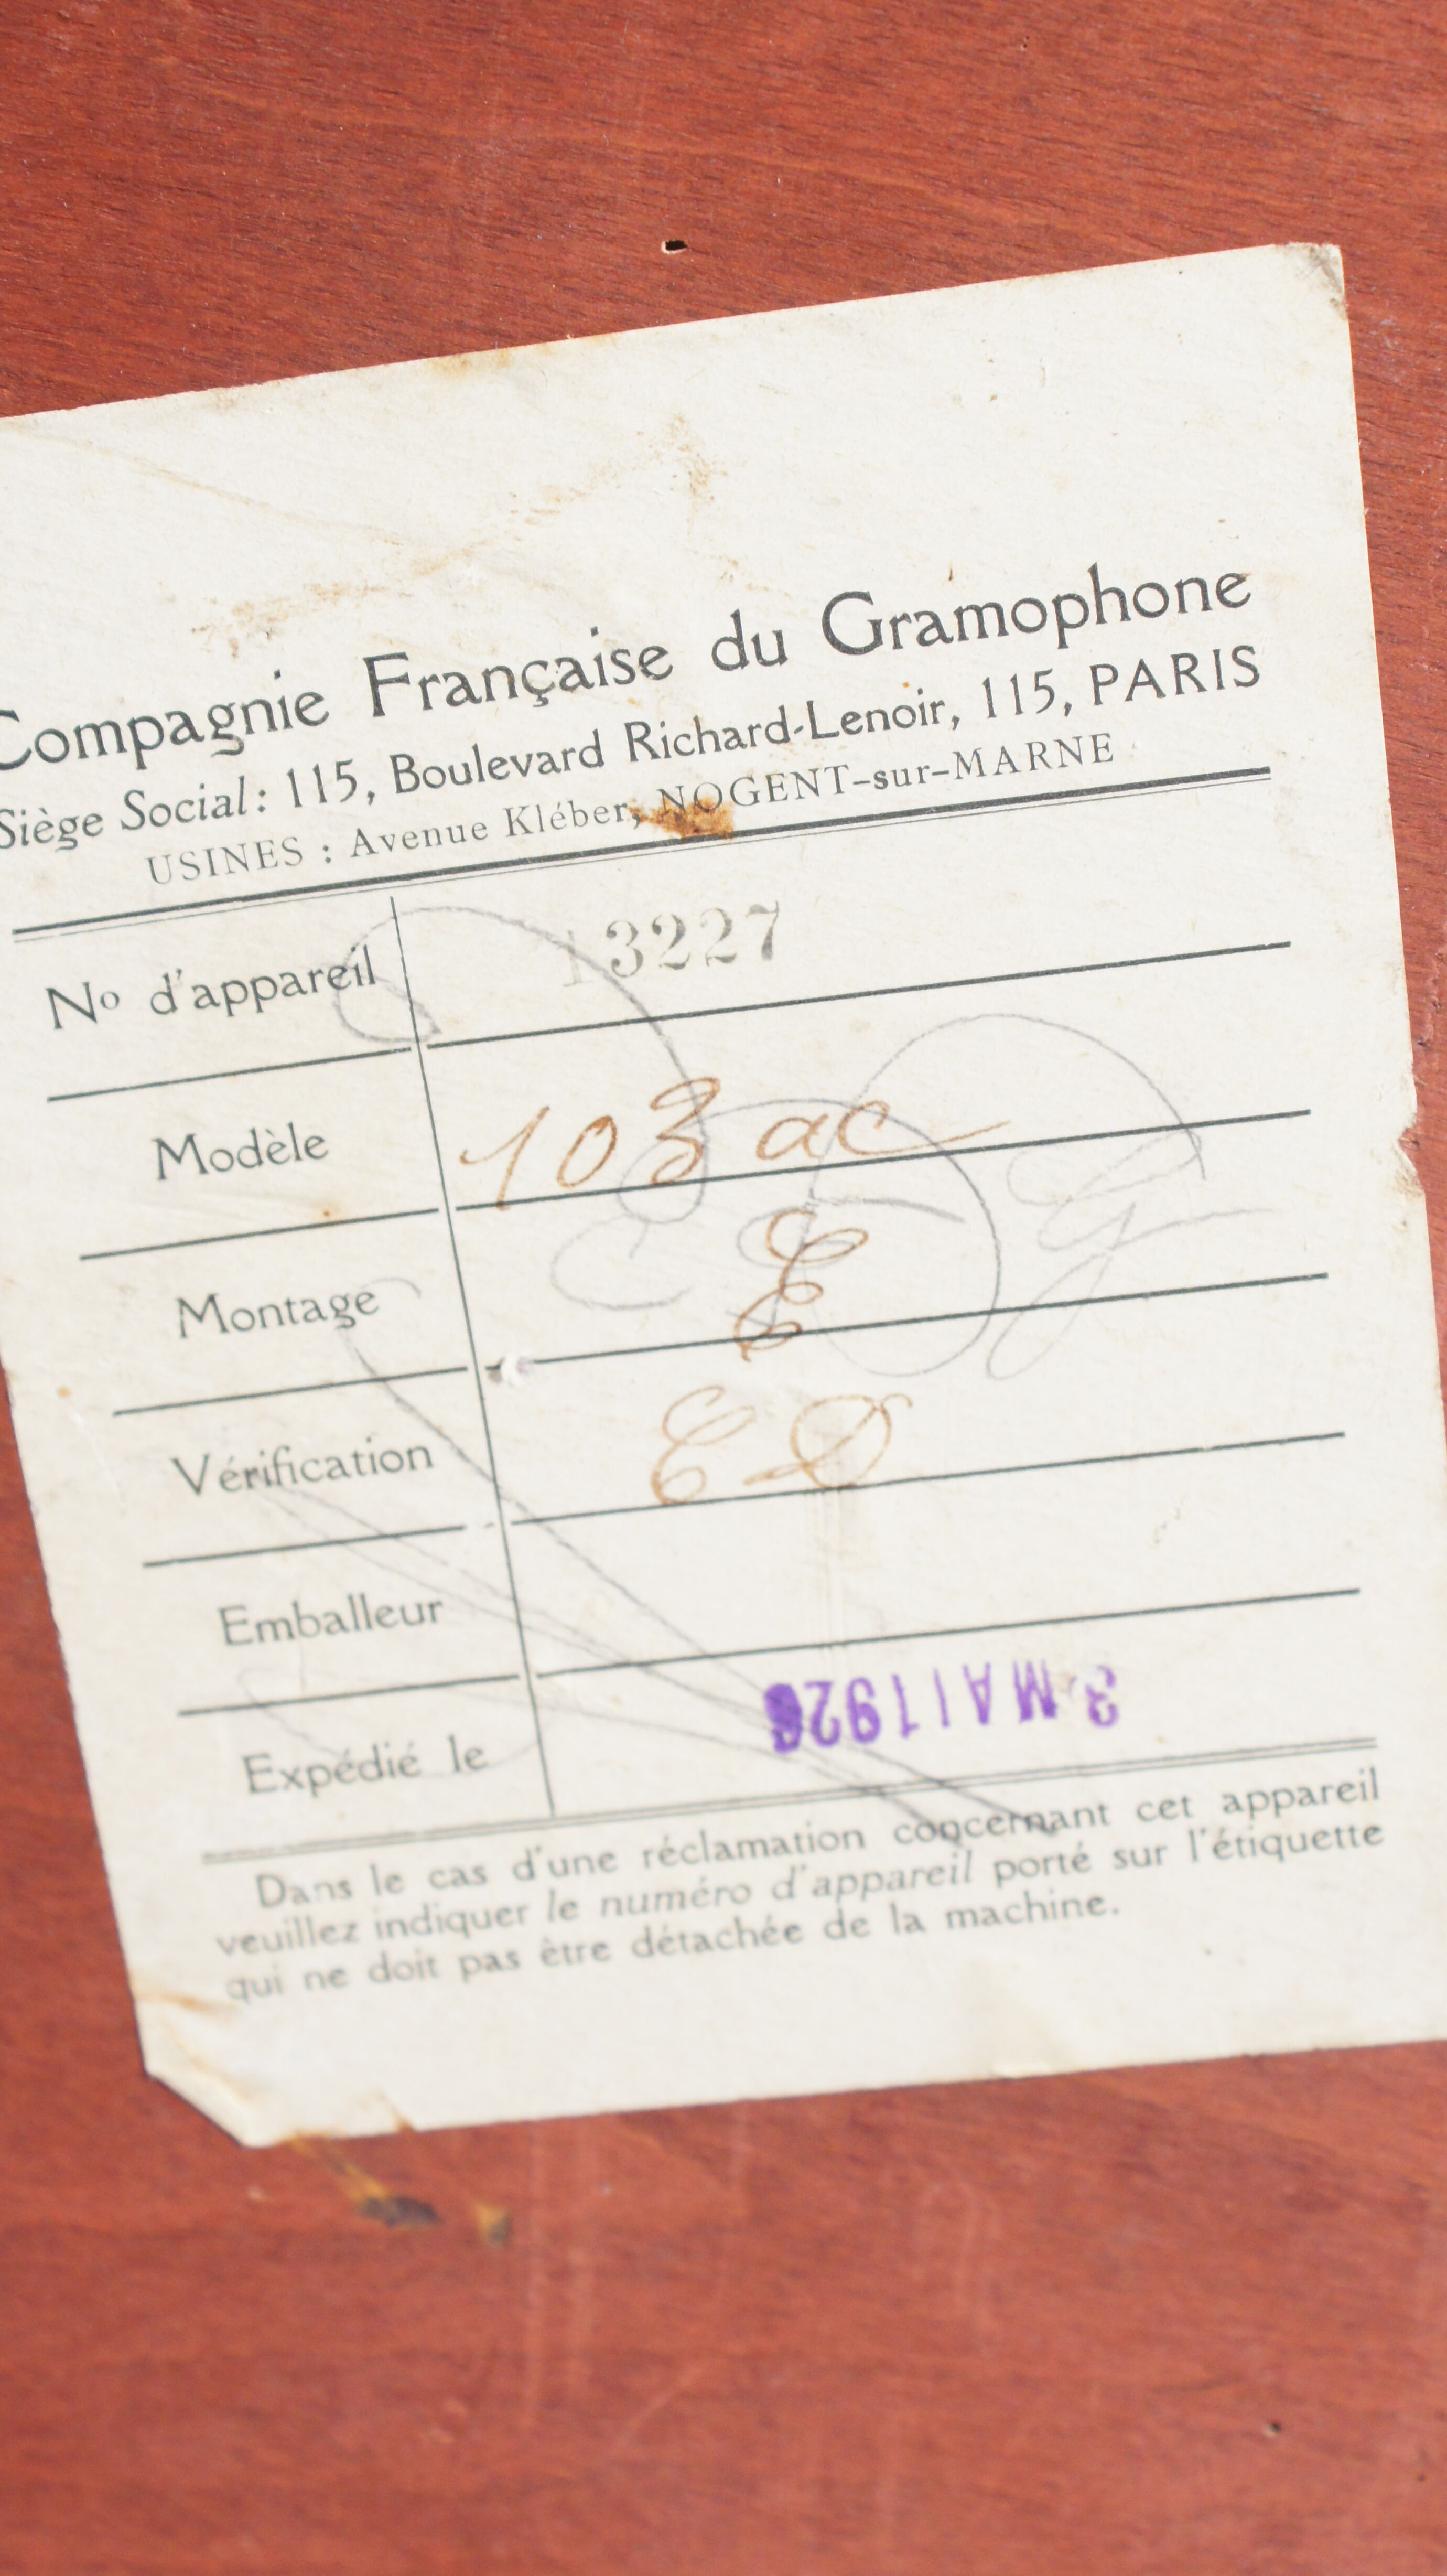 Compagnie Française du Gramophone
Siège Social : 115, Boulevard Richard-Lenoir, 115, PARIS
USINES : Avenue Kléber, NOGENT-sur-MARNE
No d'appareil 13227
Modèle 103 ac
Montage E
Vérification ED
Emballeur
Expédié le 3 MAI
Dans le cas d'une réclamation concernant cet appareil
veuillez indiquer le numéro d'appareil porté sur l'étiquette
qui ne doit pas être détachée de la machine.